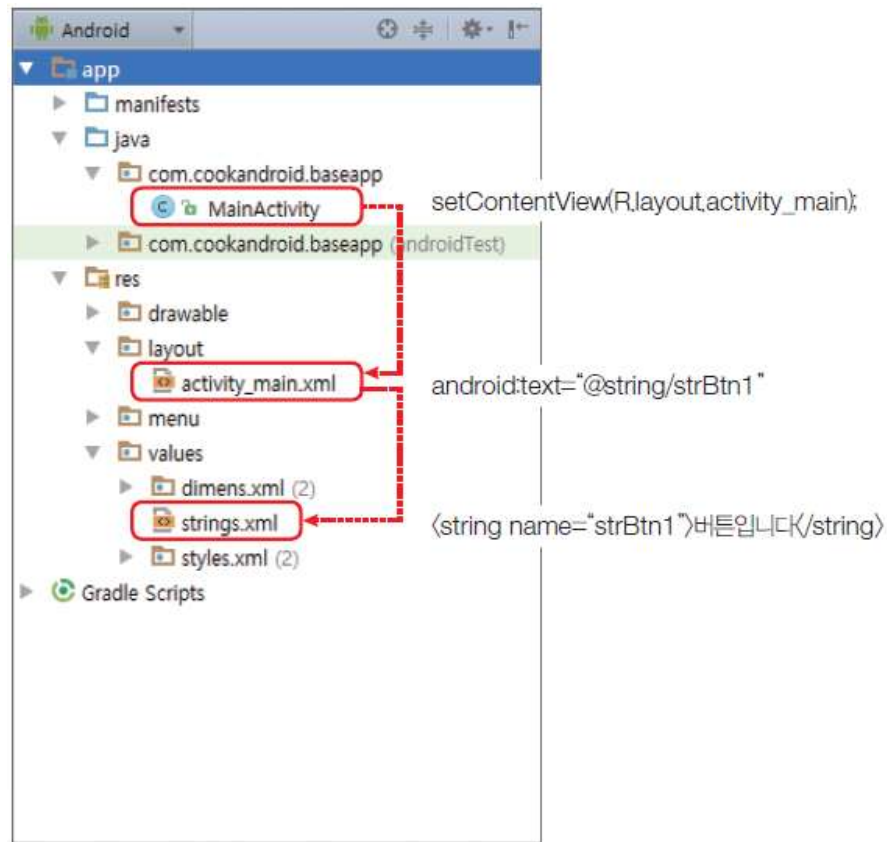 Android
app
manifests
java
com.cookandroid.baseapp
MainActivity
setContentView(R.layout.activity_main);
com.cookandroid.baseapp (androidTest)
res
drawable
layout
activity_main.xml
android:text="@string/strBtn1"
menu
values
dimens.xml (2)
strings.xml
<string name="strBtn1">버튼입니다</string>
styles.xml (2)
Gradle Scripts